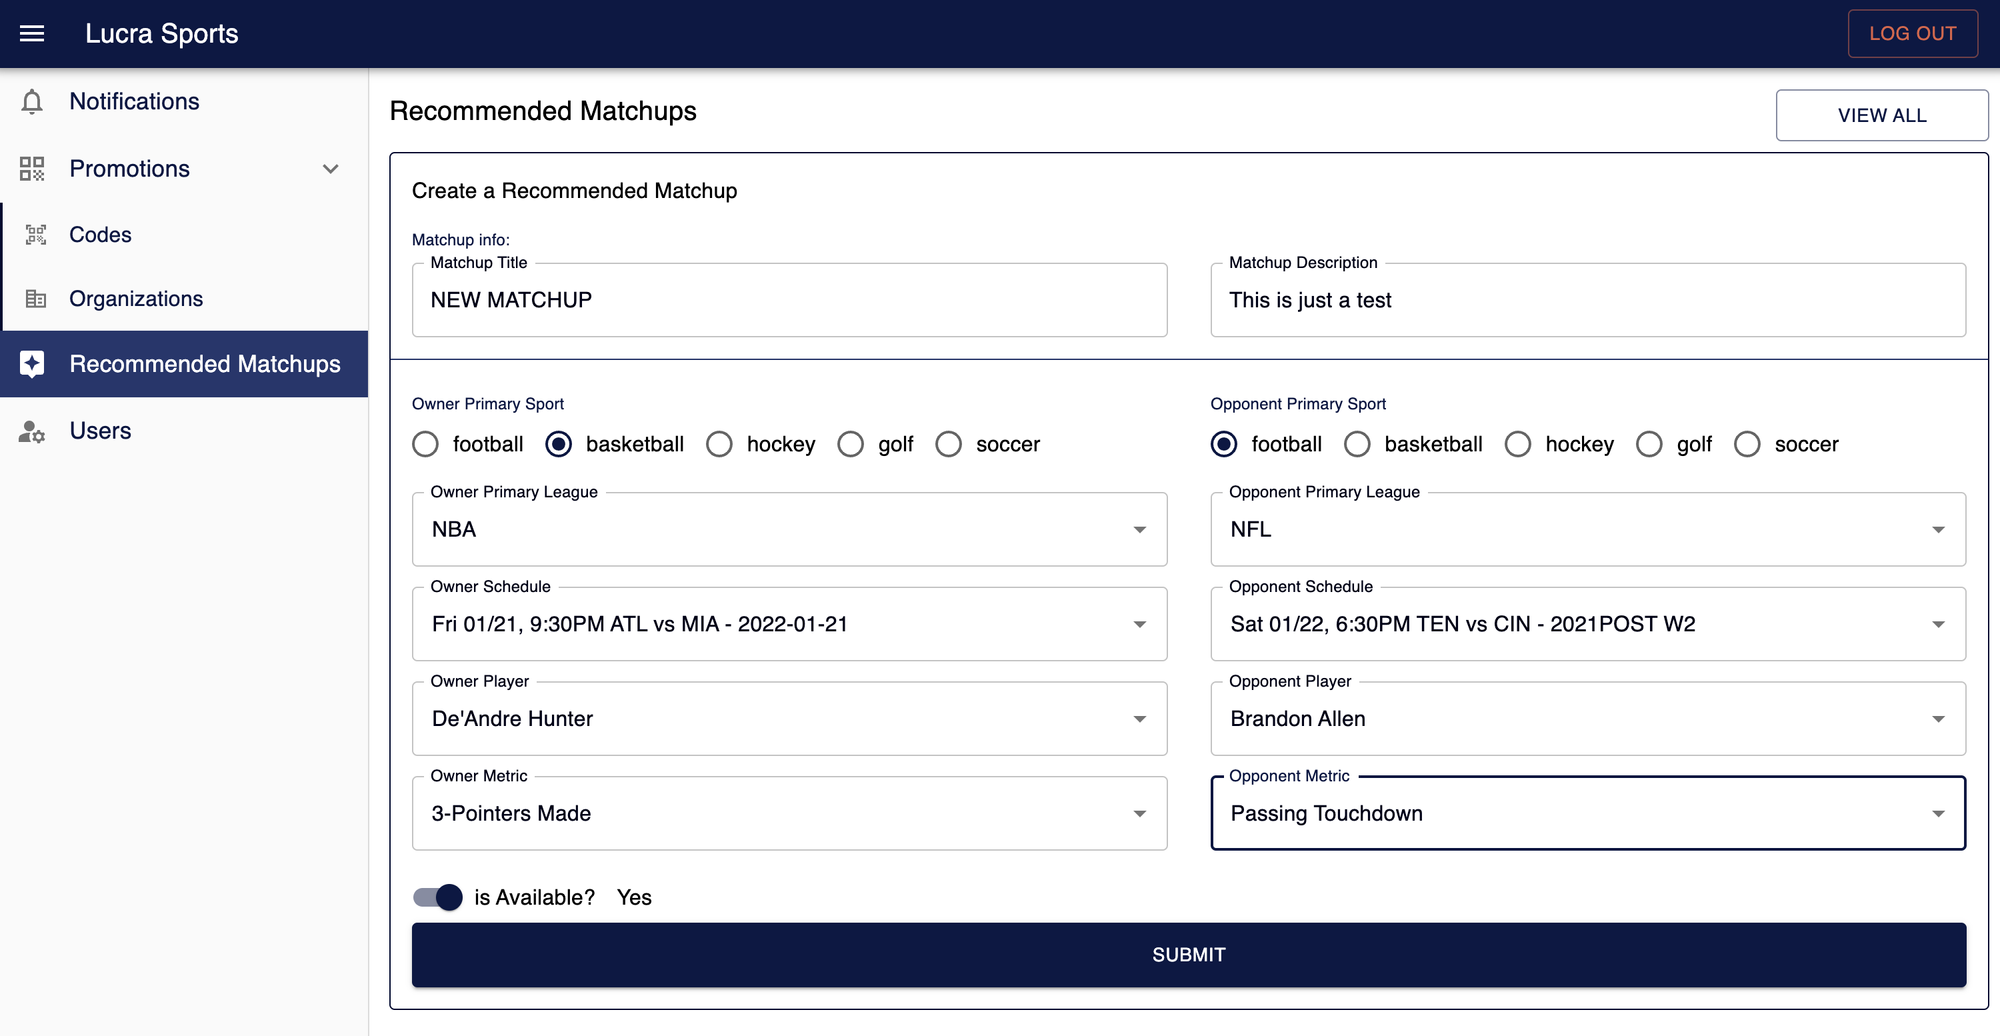 Lucra Sports
LOG OUT
Notifications
Promotions
Codes
Organizations
Recommended Matchups
Users
Recommended Matchups
VIEW ALL
Create a Recommended Matchup
Matchup info:
Matchup Title
NEW MATCHUP
Matchup Description
This is just a test
Owner Primary Sport
football basketball hockey golf soccer
Owner Primary League
NBA
Owner Schedule
Fri 01/21, 9:30PM ATL vs MIA - 2022-01-21
Owner Player
De'Andre Hunter
Owner Metric
3-Pointers Made
Opponent Primary Sport
football basketball hockey golf soccer
Opponent Primary League
NFL
Opponent Schedule
Sat 01/22, 6:30PM TEN vs CIN - 2021POST W2
Opponent Player
Brandon Allen
Opponent Metric
Passing Touchdown
is Available? Yes
SUBMIT